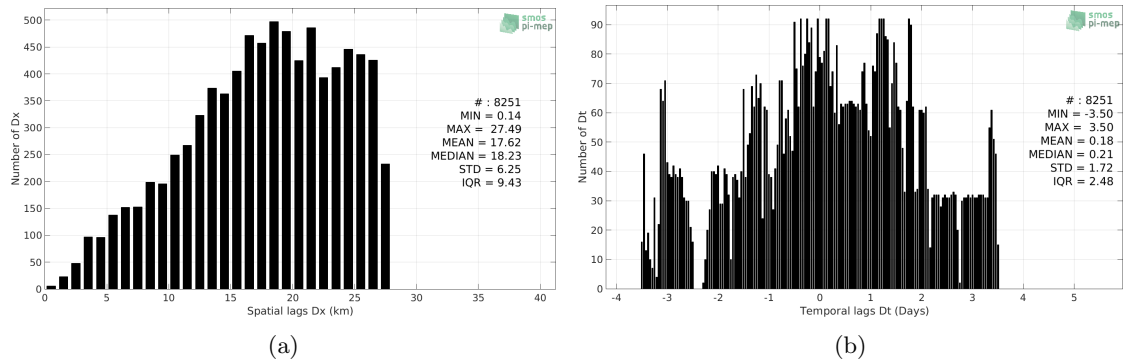 500
450
400
350
300
250
200
150
100
50
0
Number of Dx
0 5 10 15 20 25 30 35 40
Spatial lags Dx (km)
smos
pi-mep
# : 8251
MIN = 0.14
MAX = 27.49
MEAN = 17.62
MEDIAN = 18.23
STD = 6.25
IQR = 9.43
(a)
90
80
70
60
50
40
30
20
10
0
Number of Dt
-4 -3 -2 -1 0 1 2 3 4 5
Temporal lags Dt (Days)
smos
pi-mep
# : 8251
MIN = -3.50
MAX = 3.50
MEAN = 0.18
MEDIAN = 0.21
STD = 1.72
IQR = 2.48
(b)